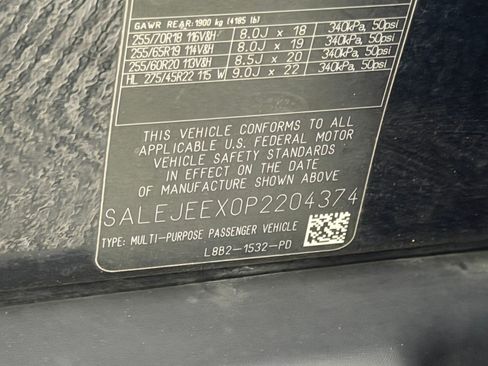 GAWR REAR: 1900 kg (4185 lb)
255/70R18 116V&H 8.0J x 18 340kPa, 50psi
255/65R19 114V&H 8.0J x 19 340kPa, 50psi
255/60R20 113V&H 8.5J x 20 340kPa, 50psi
HL 275/45R22 115 W 9.0J x 22 340kPa, 50psi
THIS VEHICLE CONFORMS TO ALL
APPLICABLE U.S. FEDERAL MOTOR
VEHICLE SAFETY STANDARDS
IN EFFECT ON THE DATE
OF MANUFACTURE SHOWN ABOVE
SALEJEEX0P2204374
TYPE: MULTI-PURPOSE PASSENGER VEHICLE
L8B2-1532-PD